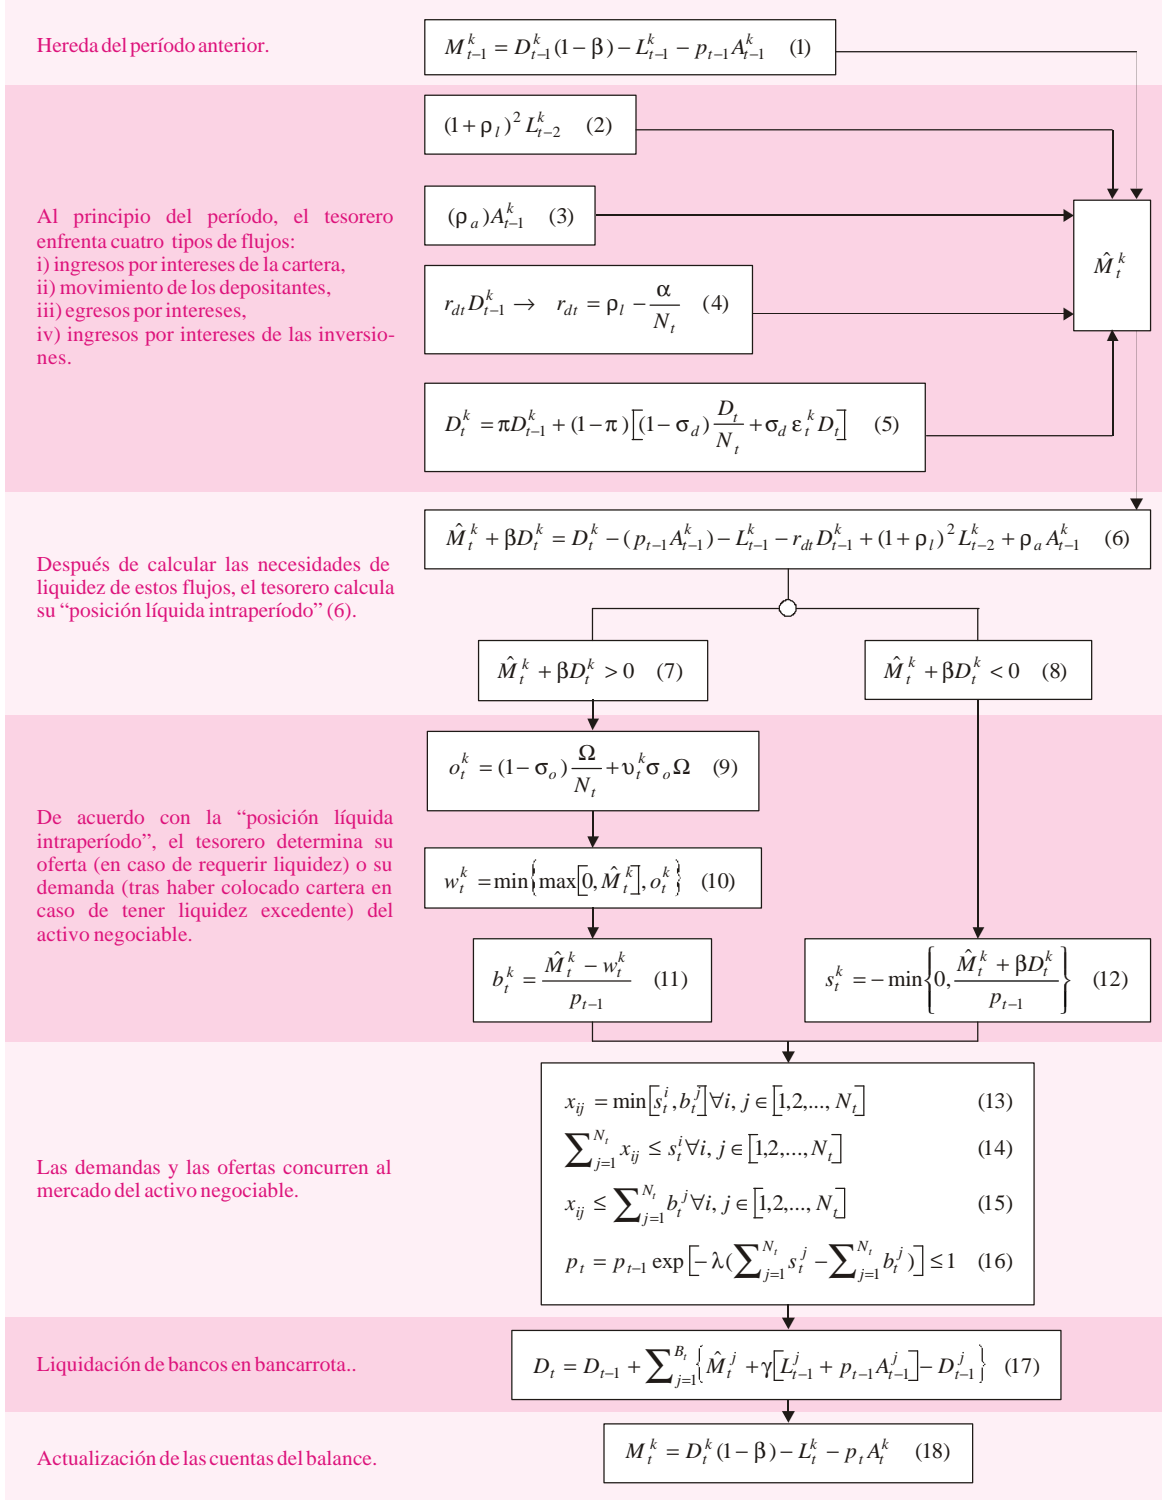 Hereda del período anterior.
M^k_{t−1} = D^k_{t−1}(1 − β) − L^k_{t−1} − p_{t−1}A^k_{t−1} (1)
(1 + ρ_l)^2 L^k_{t−2} (2)
Al principio del período, el tesorero
enfrenta cuatro tipos de flujos:
i) ingresos por intereses de la cartera,
ii) movimiento de los depositantes,
iii) egresos por intereses,
iv) ingresos por intereses de las inversio-
nes.
(ρ_a)A^k_{t−1} (3)
r_{dt}D^k_{t−1} → r_{dt} = ρ_l − α/N_t (4)
D^k_t = πD^k_{t−1} + (1 − π)[(1 − σ_d) D_t/N_t + σ_d ε^k_t D_t] (5)
M̂^k_t
Después de calcular las necesidades de
liquidez de estos flujos, el tesorero calcula
su “posición líquida intraperíodo” (6).
M̂^k_t + βD^k_t = D^k_t − (p_{t−1}A^k_{t−1}) − L^k_{t−1} − r_{dt}D^k_{t−1} + (1 + ρ_l)^2 L^k_{t−2} + ρ_a A^k_{t−1} (6)
M̂^k_t + βD^k_t > 0 (7)
M̂^k_t + βD^k_t < 0 (8)
De acuerdo con la “posición líquida
intraperíodo”, el tesorero determina su
oferta (en caso de requerir liquidez) o su
demanda (tras haber colocado cartera en
caso de tener liquidez excedente) del
activo negociable.
o^k_t = (1 − σ_o) Ω/N_t + υ^k_t σ_o Ω (9)
w^k_t = min{max[0, M̂^k_t], o^k_t} (10)
b^k_t = (M̂^k_t − w^k_t)/p_{t−1} (11)
s^k_t = − min{0, (M̂^k_t + βD^k_t)/p_{t−1}} (12)
Las demandas y las ofertas concurren al
mercado del activo negociable.
x_{ij} = min[s^i_t, b^j_t] ∀i, j ∈ [1,2,..., N_t] (13)
∑^{N_t}_{j=1} x_{ij} ≤ s^i_t ∀i, j ∈ [1,2,..., N_t] (14)
x_{ij} ≤ ∑^{N_t}_{j=1} b^j_t ∀i, j ∈ [1,2,..., N_t] (15)
p_t = p_{t−1} exp[− λ(∑^{N_t}_{j=1} s^j_t − ∑^{N_t}_{j=1} b^j_t)] ≤ 1 (16)
Liquidación de bancos en bancarrota..
D_t = D_{t−1} + ∑^{B_t}_{j=1}{M̂^j_t + γ[L^j_{t−1} + p_{t−1}A^j_{t−1}] − D^j_{t−1}} (17)
Actualización de las cuentas del balance.
M^k_t = D^k_t(1 − β) − L^k_t − p_t A^k_t (18)